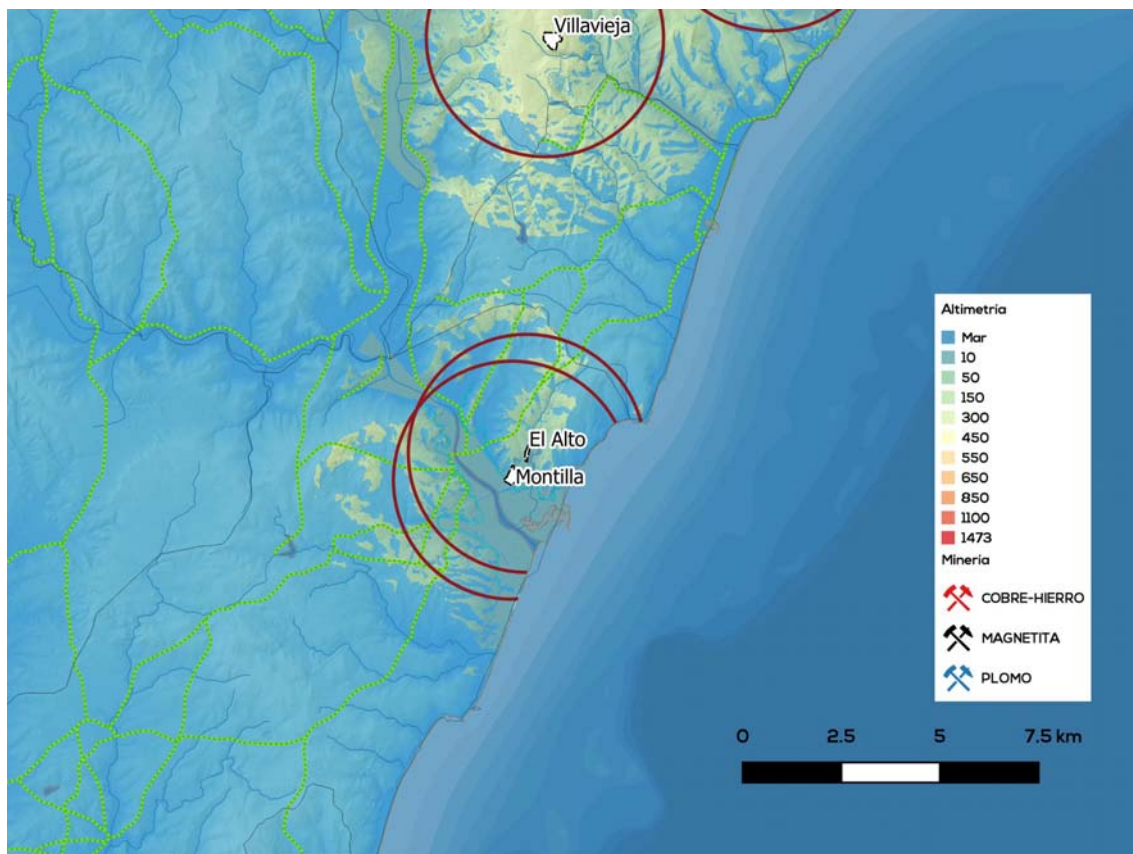 Villavieja
El Alto
Montilla
Altimetría
Mar
10
50
150
300
450
550
650
850
1100
1473
Minería
COBRE-HIERRO
MAGNETITA
PLOMO
0 2.5 5 7.5 km